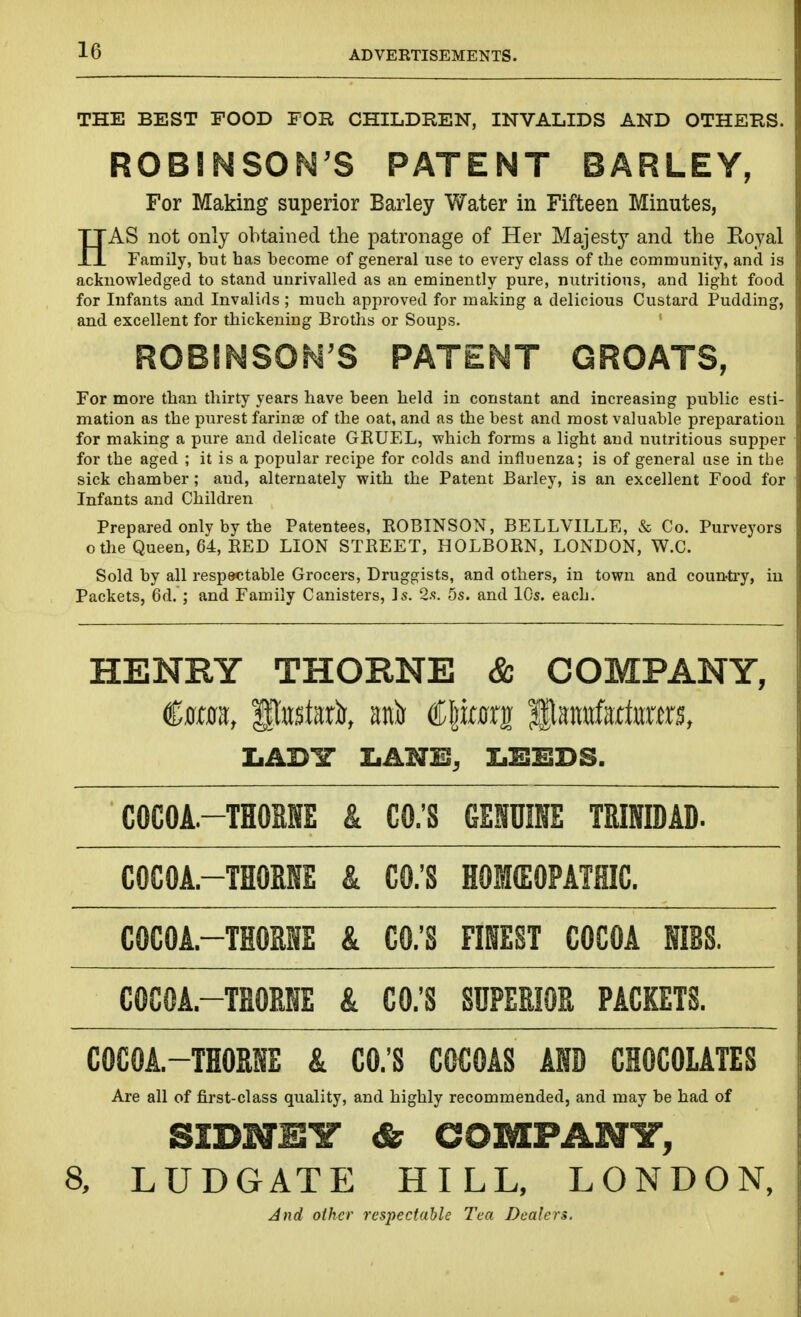 16
ADVERTISEMENTS.
THE BEST FOOD FOR CHILDREN, INVALIDS AND OTHERS.
ROBINSON'S PATENT BARLEY,
For Making superior Barley Water in Fifteen Minutes,
HAS not only obtained the patronage of Her Majesty and the Royal
Family, but has become of general use to every class of the community, and is
acknowledged to stand unrivalled as an eminently pure, nutritious, and light food
for Infants and Invalids ; much approved for making a delicious Custard Pudding,
and excellent for thickening Broths or Soups.
ROBINSON'S PATENT GROATS,
For more than thirty years have been held in constant and increasing public esti-
mation as the purest farinæ of the oat, and as the best and most valuable preparation
for making a pure and delicate GRUEL, which forms a light and nutritious supper
for the aged ; it is a popular recipe for colds and influenza; is of general use in the
sick chamber ; and, alternately with the Patent Barley, is an excellent Food for
Infants and Children
Prepared only by the Patentees, ROBINSON, BELLVILLE, & Co. Purveyors
o the Queen, 64, RED LION STREET, HOLBORN, LONDON, W.C.
Sold by all respectable Grocers, Druggists, and others, in town and country, in
Packets, 6d. ; and Family Canisters, 1s. 2s. 5s. and 10s. each.
HENRY THORNE & COMPANY,
Cocoa, Mustard, and Chicory Manufacturers,
LADY LANE, LEEDS.
COCOA.—THORNE & CO.'S GENUINE TRINIDAD.
COCOA.—THORNE & CO.'S HOMŒOPATHIC.
COCOA.—THORNE & CO.'S FINEST COCOA NIBS.
COCOA.—THORNE & CO.'S SUPERIOR PACKETS.
COCOA.—THORNE & CO.'S COCOAS AND CHOCOLATES
Are all of first-class quality, and highly recommended, and may be had of
SIDNEY & COMPANY,
8, LUDGATE HILL, LONDON,
And other respectable Tea Dealers.